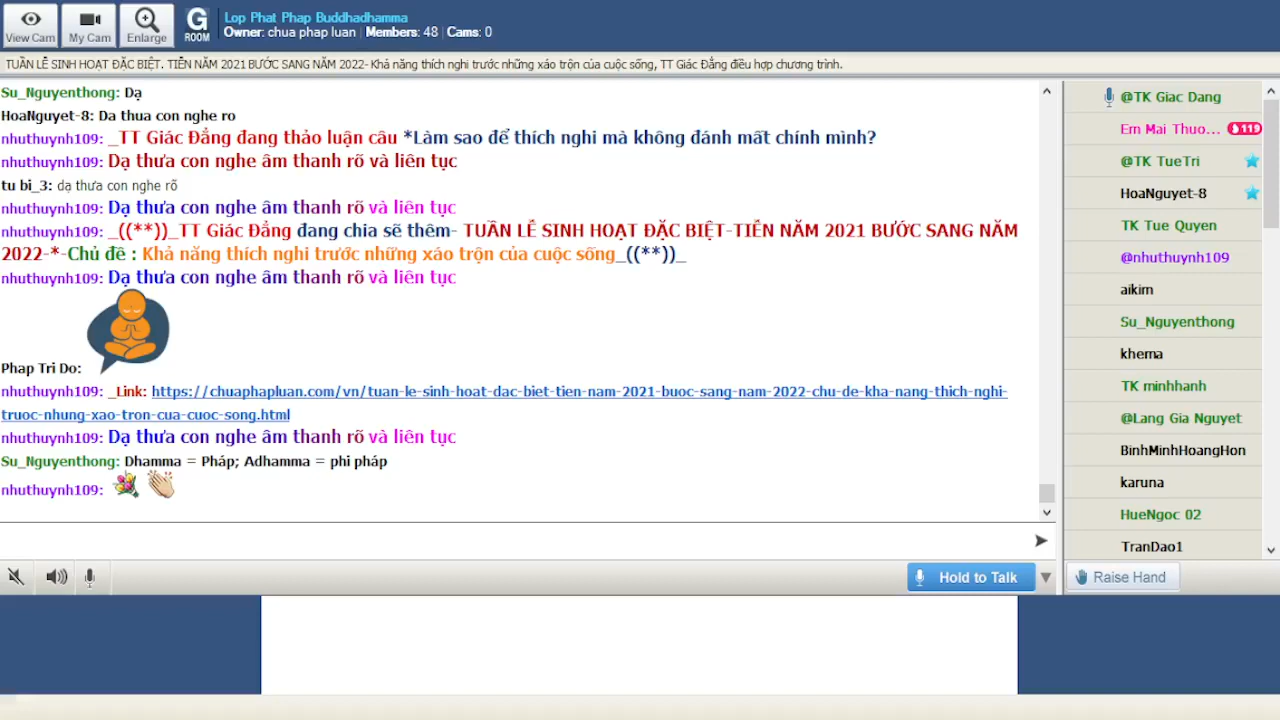 View Cam
My Cam
Enlarge
G
ROOM
Lop Phat Phap Buddhadhamma
Owner: chua phap luan | Members: 48 | Cams: 0
TUẦN LỄ SINH HOẠT ĐẶC BIỆT. TIỄN NĂM 2021 BƯỚC SANG NĂM 2022- Khả năng thích nghi trước những xáo trộn của cuộc sống, TT Giác Đẳng điều hợp chương trình.
Su_Nguyenthong: Dạ
HoaNguyet-8: Da thua con nghe ro
nhuthuynh109: _TT Giác Đẳng đang thảo luận câu *Làm sao để thích nghi mà không đánh mất chính mình?
nhuthuynh109: Dạ thưa con nghe âm thanh rõ và liên tục
tu bi_3: dạ thưa con nghe rõ
nhuthuynh109: Dạ thưa con nghe âm thanh rõ và liên tục
nhuthuynh109: _((**))_TT Giác Đẳng đang chia sẽ thêm- TUẦN LỄ SINH HOẠT ĐẶC BIỆT-TIỄN NĂM 2021 BƯỚC SANG NĂM
2022-*-Chủ đề : Khả năng thích nghi trước những xáo trộn của cuộc sống_((**))_
nhuthuynh109: Dạ thưa con nghe âm thanh rõ và liên tục
Phap Tri Do:
nhuthuynh109: _Link: https://chuaphapluan.com/vn/tuan-le-sinh-hoat-dac-biet-tien-nam-2021-buoc-sang-nam-2022-chu-de-kha-nang-thich-nghi-
truoc-nhung-xao-tron-cua-cuoc-song.html
nhuthuynh109: Dạ thưa con nghe âm thanh rõ và liên tục
Su_Nguyenthong: Dhamma = Pháp; Adhamma = phi pháp
nhuthuynh109:
@TK Giac Dang
Em Mai Thuo... 119
@TK TueTri
HoaNguyet-8
TK Tue Quyen
@nhuthuynh109
aikim
Su_Nguyenthong
khema
TK minhhanh
@Lang Gia Nguyet
BinhMinhHoangHon
karuna
HueNgoc 02
TranDao1
Hold to Talk
Raise Hand